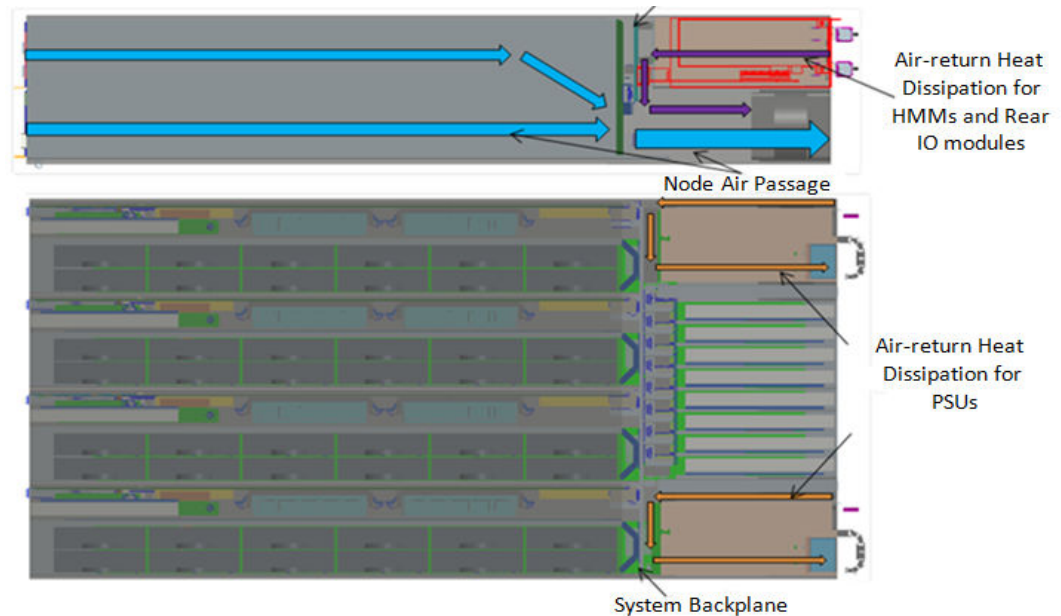 Air-return Heat
Dissipation for
HMMs and Rear
IO modules
Node Air Passage
Air-return Heat
Dissipation for
PSUs
System Backplane